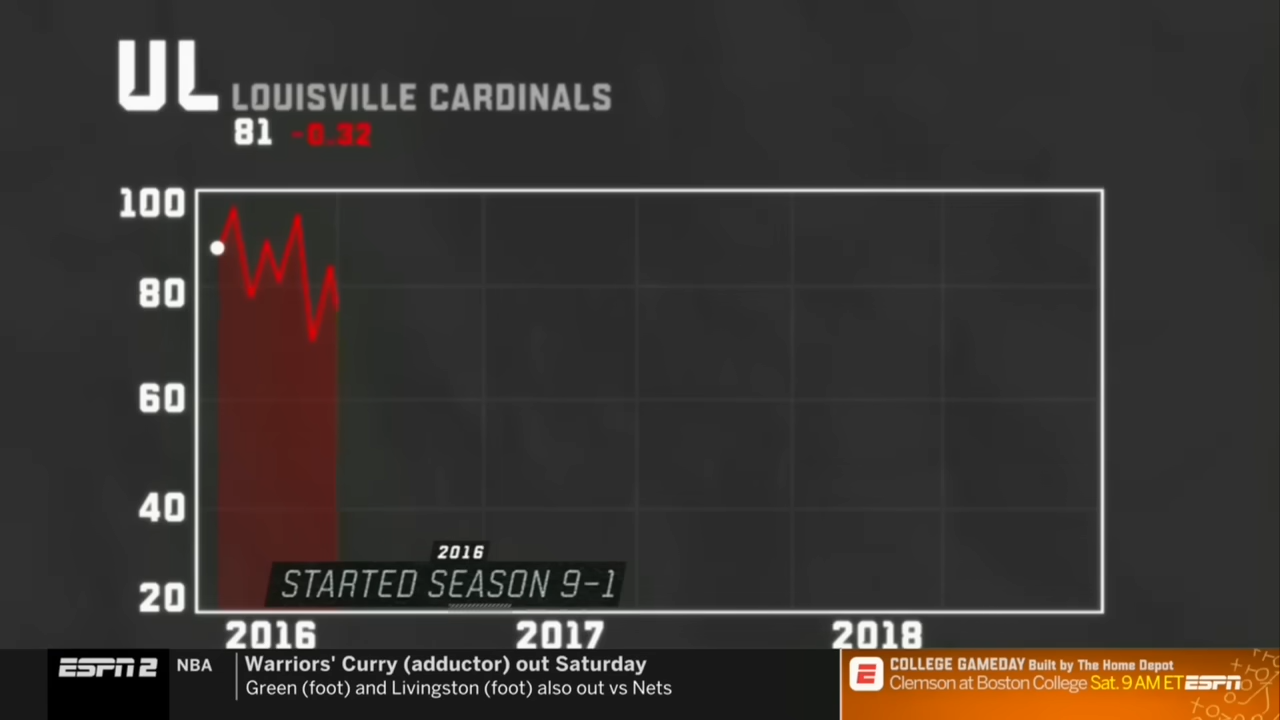 UL LOUISVILLE CARDINALS
81 -0.32
100
80
60
40
20
2016
STARTED SEASON 9-1
2016 2017 2018
ESPN2 NBA Warriors' Curry (adductor) out Saturday
Green (foot) and Livingston (foot) also out vs Nets
E COLLEGE GAMEDAY Built by The Home Depot
Clemson at Boston College Sat. 9 AM ET ESPN